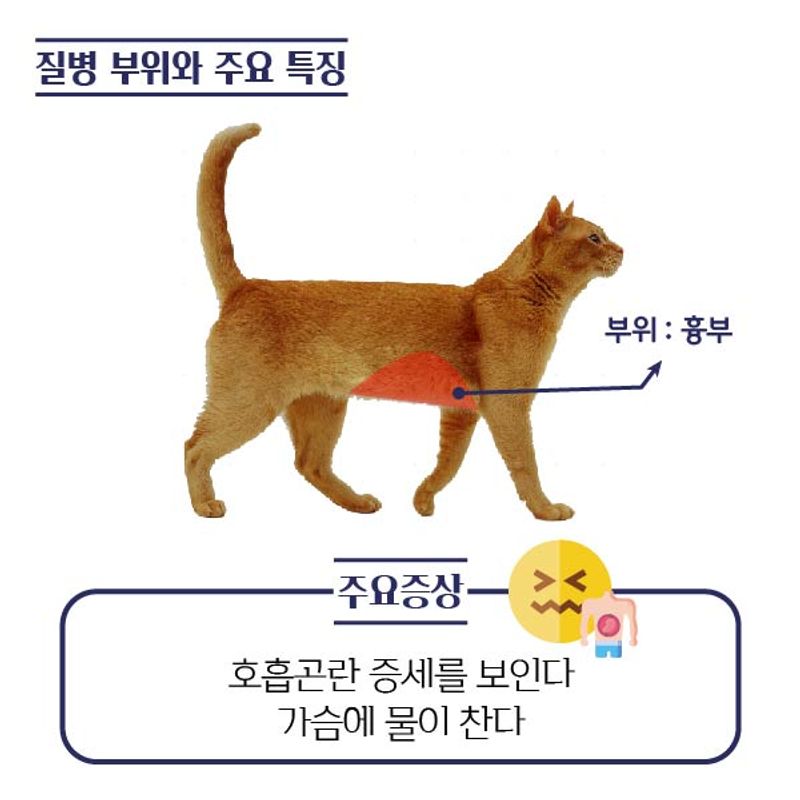 질병 부위와 주요 특징
부위 : 흉부
주요증상
호흡곤란 증세를 보인다
가슴에 물이 찬다